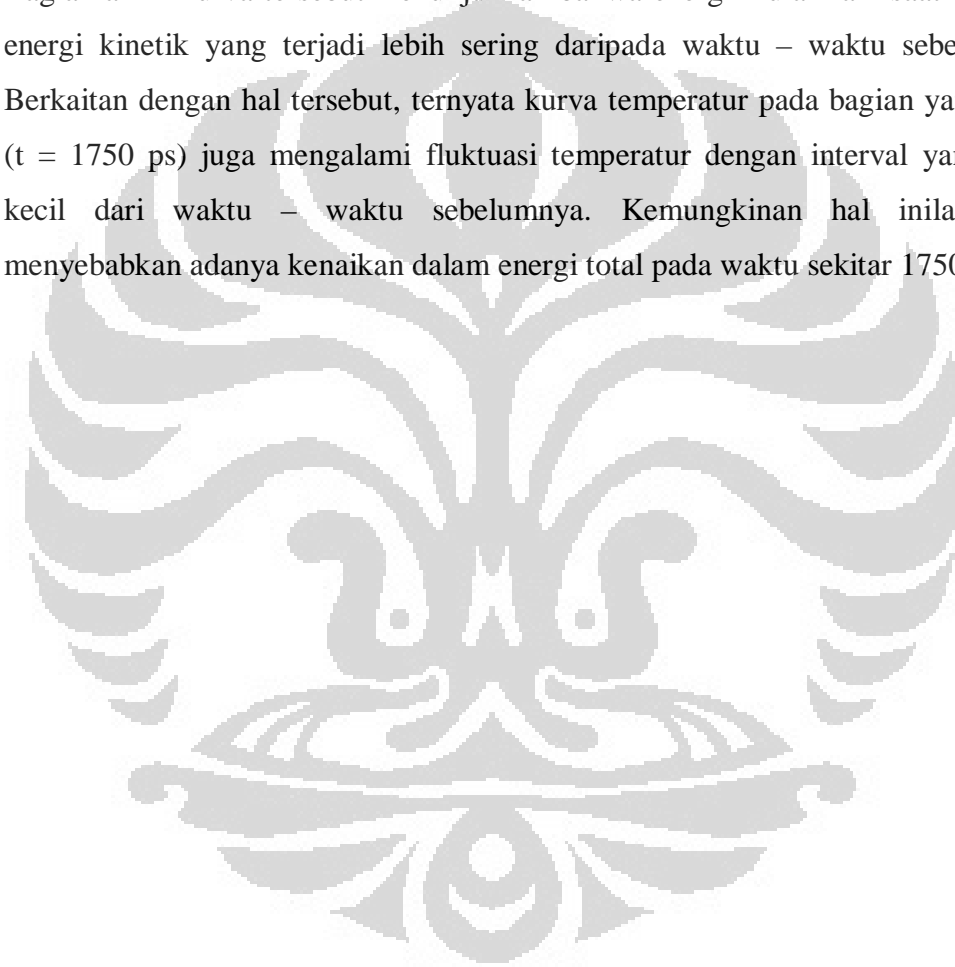 energi kinetik yang terjadi lebih sering daripada waktu – waktu sebe
Berkaitan dengan hal tersebut, ternyata kurva temperatur pada bagian ya
(t = 1750 ps) juga mengalami fluktuasi temperatur dengan interval yan
kecil dari waktu – waktu sebelumnya. Kemungkinan hal inila
menyebabkan adanya kenaikan dalam energi total pada waktu sekitar 1750